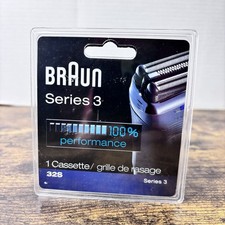 BRAUN
Series 3
100%
performance
1 Cassette/ grille de rasage
32S
Series 3